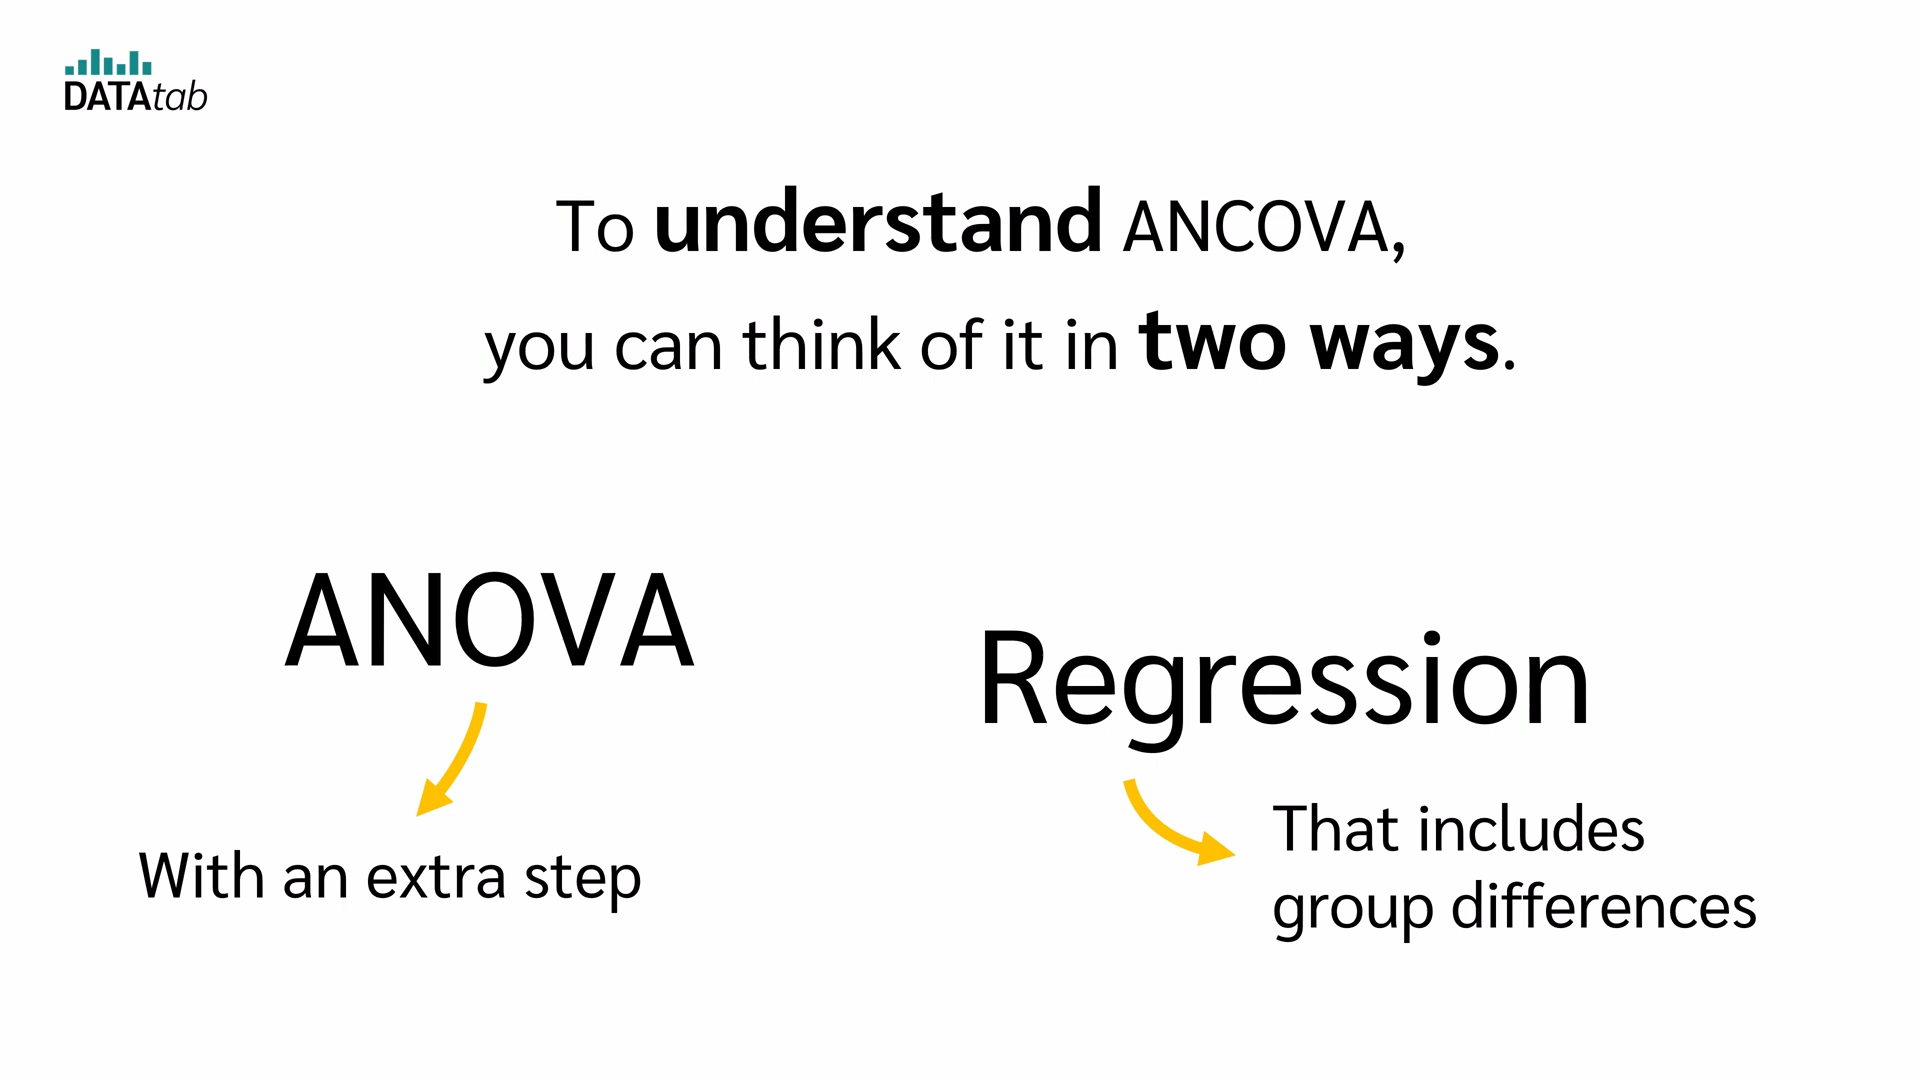 DATAtab
To understand ANCOVA,
you can think of it in two ways.
ANOVA
With an extra step
Regression
That includes
group differences